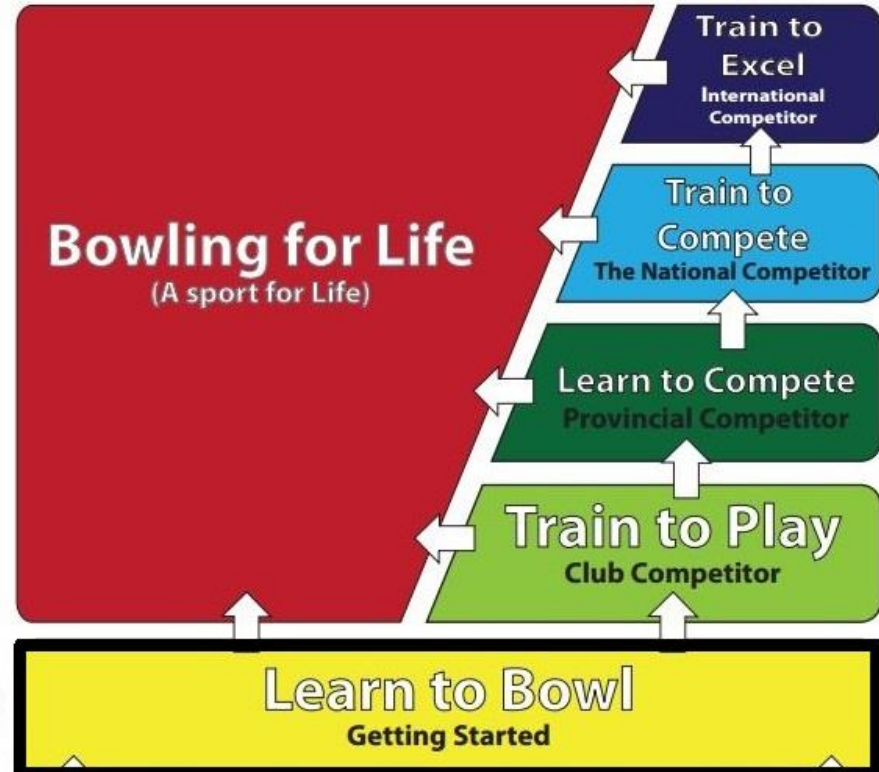 Train to
Excel
International
Competitor
Train to
Compete
The National Competitor
Bowling for Life
(A sport for Life)
Learn to Compete
Provincial Competitor
Train to Play
Club Competitor
Learn to Bowl
Getting Started